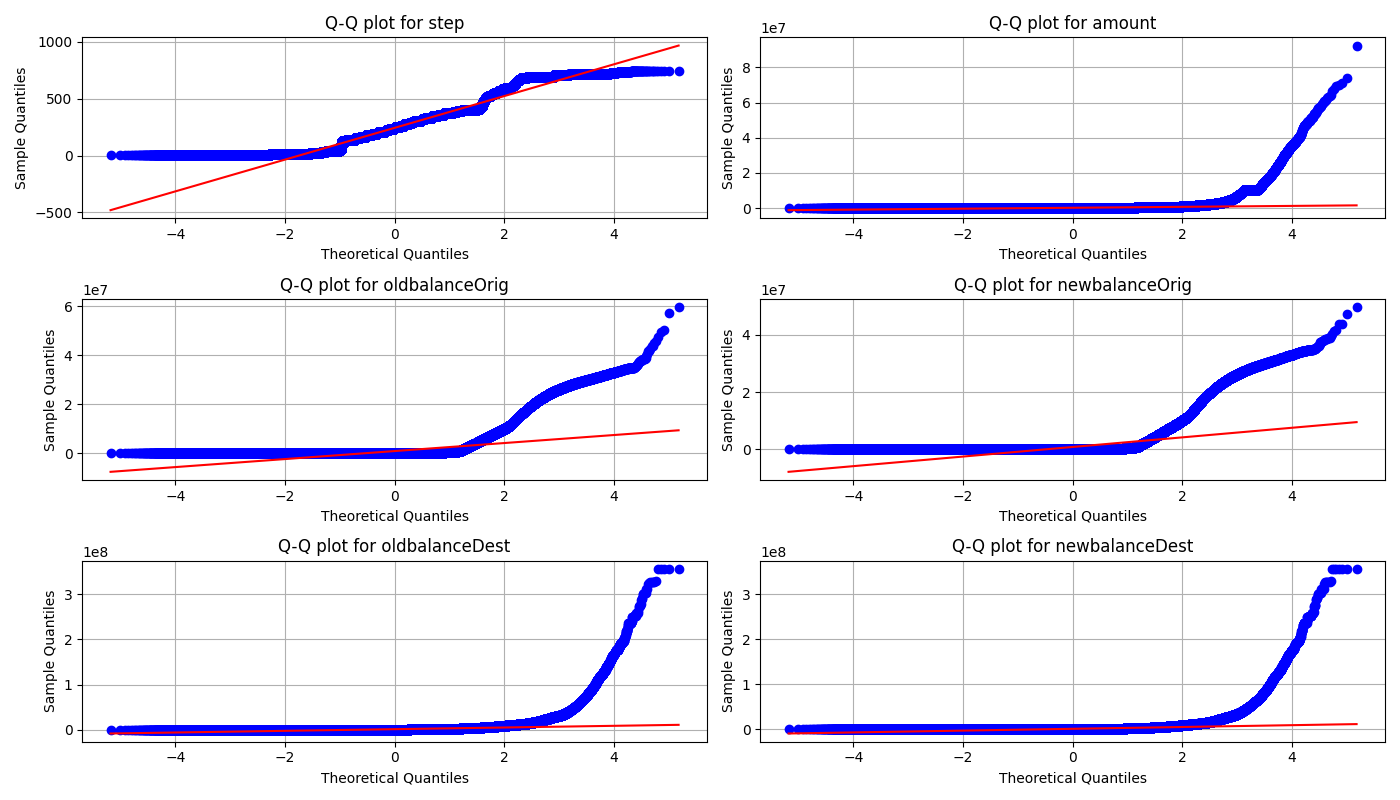 Q-Q plot for step
1000
500
0
−500
Sample Quantiles
−4 −2 0 2 4
Theoretical Quantiles
Q-Q plot for amount
1e7
8
6
4
2
0
Sample Quantiles
−4 −2 0 2 4
Theoretical Quantiles
Q-Q plot for oldbalanceOrig
1e7
6
4
2
0
Sample Quantiles
−4 −2 0 2 4
Theoretical Quantiles
Q-Q plot for newbalanceOrig
1e7
4
2
0
Sample Quantiles
−4 −2 0 2 4
Theoretical Quantiles
Q-Q plot for oldbalanceDest
1e8
3
2
1
0
Sample Quantiles
−4 −2 0 2 4
Theoretical Quantiles
Q-Q plot for newbalanceDest
1e8
3
2
1
0
Sample Quantiles
−4 −2 0 2 4
Theoretical Quantiles